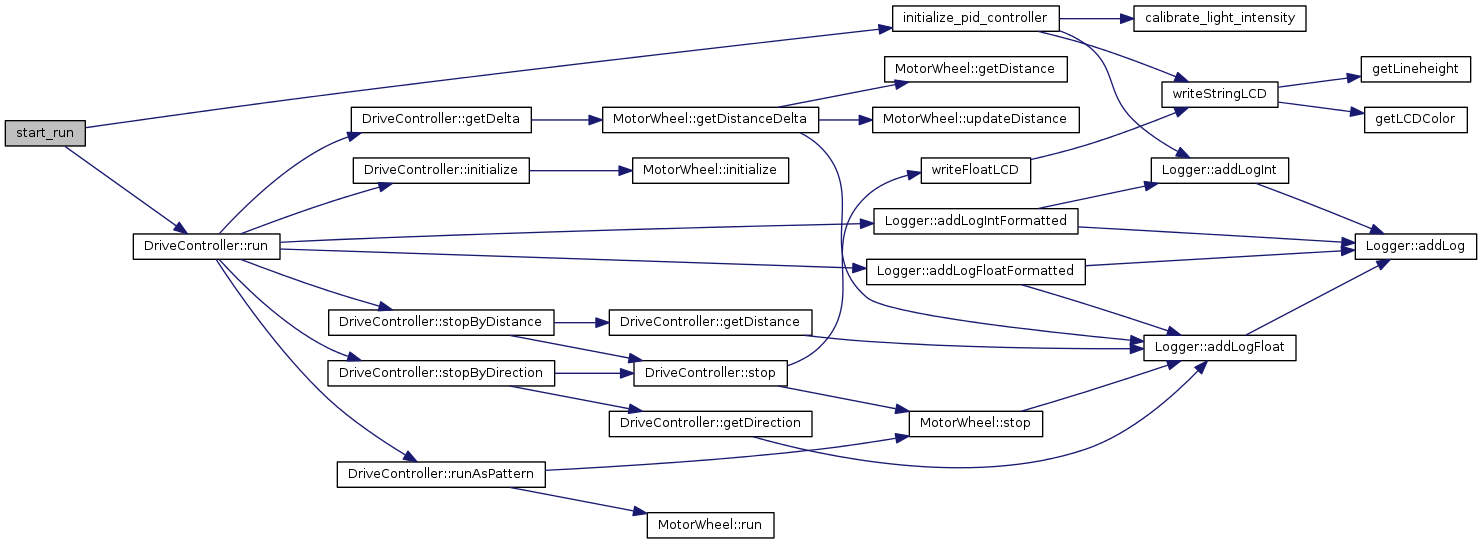 start_run
initialize_pid_controller
calibrate_light_intensity
MotorWheel::getDistance
getLineheight
writeStringLCD
DriveController::getDelta
MotorWheel::getDistanceDelta
MotorWheel::updateDistance
getLCDColor
DriveController::initialize
MotorWheel::initialize
writeFloatLCD
Logger::addLogInt
Logger::addLogIntFormatted
DriveController::run
Logger::addLog
Logger::addLogFloatFormatted
DriveController::stopByDistance
DriveController::getDistance
Logger::addLogFloat
DriveController::stopByDirection
DriveController::stop
DriveController::getDirection
MotorWheel::stop
DriveController::runAsPattern
MotorWheel::run